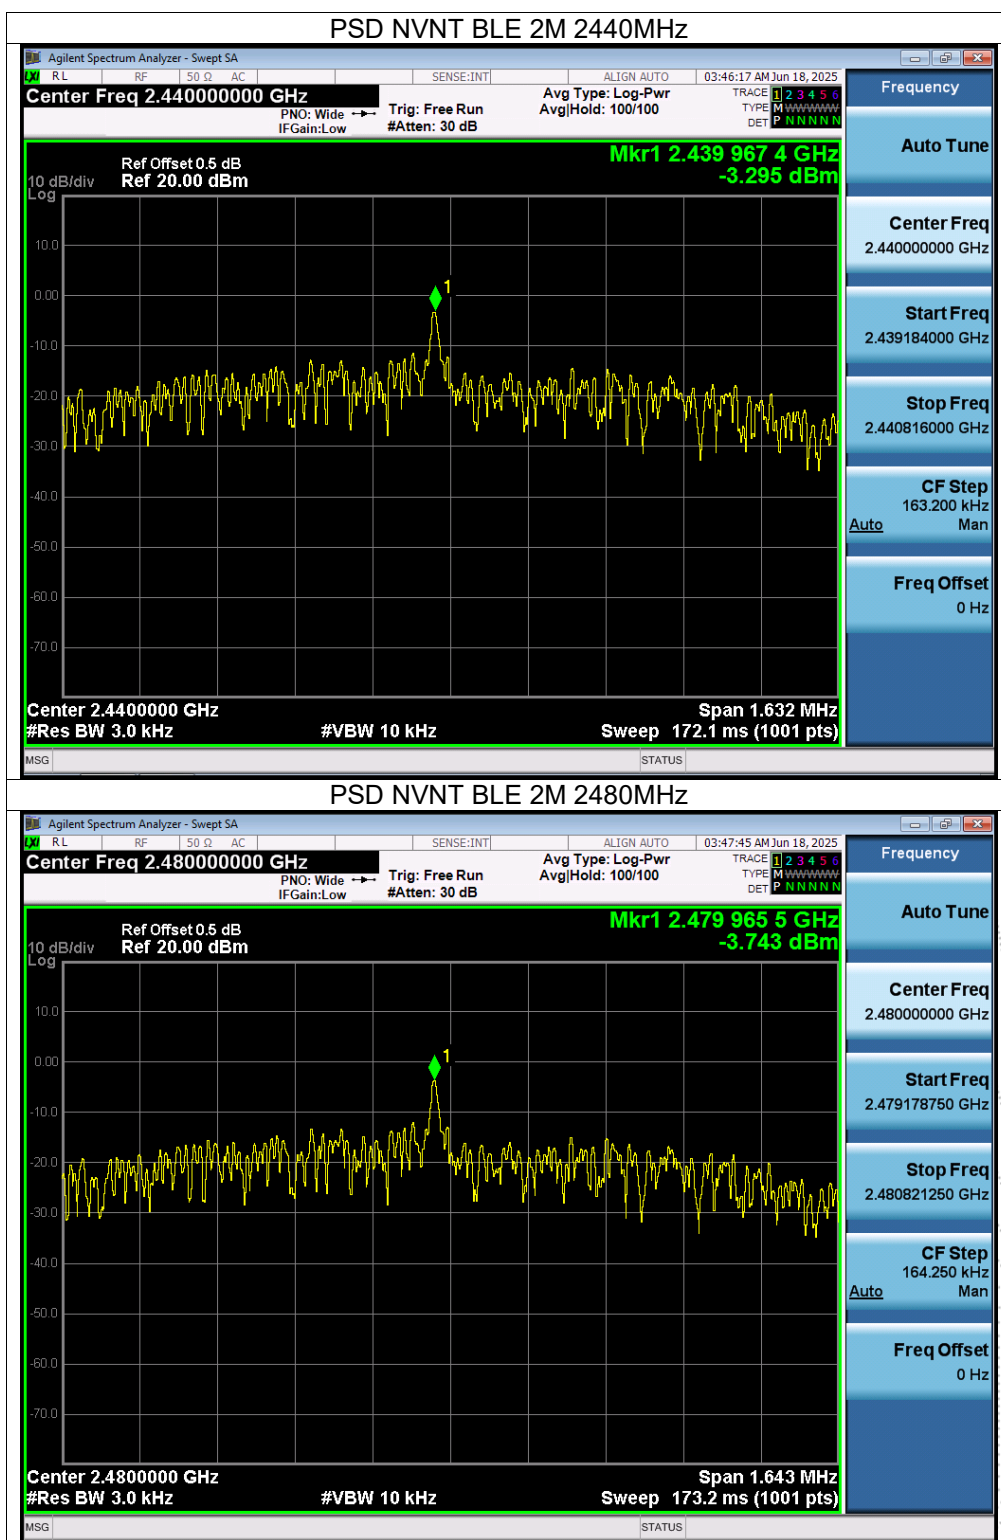 PSD NVNT BLE 2M 2440MHz
Agilent Spectrum Analyzer - Swept SA
LXI RL RF 50 Ω AC SENSE:INT ALIGN AUTO 03:46:17 AM Jun 18, 2025
Center Freq 2.440000000 GHz
PNO: Wide
IFGain:Low
Trig: Free Run
#Atten: 30 dB
Avg Type: Log-Pwr
Avg|Hold: 100/100
TRACE 1 2 3 4 5 6
TYPE M WWWWW
DET P N N N N N
Mkr1 2.439 967 4 GHz
-3.295 dBm
Ref Offset 0.5 dB
10 dB/div Ref 20.00 dBm
Log
10.0
0.00
-10.0
-20.0
-30.0
-40.0
-50.0
-60.0
-70.0
1
Center 2.4400000 GHz Span 1.632 MHz
#Res BW 3.0 kHz #VBW 10 kHz Sweep 172.1 ms (1001 pts)
MSG STATUS
Frequency
Auto Tune
Center Freq
2.440000000 GHz
Start Freq
2.439184000 GHz
Stop Freq
2.440816000 GHz
CF Step
163.200 kHz
Auto Man
Freq Offset
0 Hz
PSD NVNT BLE 2M 2480MHz
Agilent Spectrum Analyzer - Swept SA
LXI RL RF 50 Ω AC SENSE:INT ALIGN AUTO 03:47:45 AM Jun 18, 2025
Center Freq 2.480000000 GHz
PNO: Wide
IFGain:Low
Trig: Free Run
#Atten: 30 dB
Avg Type: Log-Pwr
Avg|Hold: 100/100
TRACE 1 2 3 4 5 6
TYPE M WWWWW
DET P N N N N N
Mkr1 2.479 965 5 GHz
-3.743 dBm
Ref Offset 0.5 dB
10 dB/div Ref 20.00 dBm
Log
10.0
0.00
-10.0
-20.0
-30.0
-40.0
-50.0
-60.0
-70.0
1
Center 2.4800000 GHz Span 1.643 MHz
#Res BW 3.0 kHz #VBW 10 kHz Sweep 173.2 ms (1001 pts)
MSG STATUS
Frequency
Auto Tune
Center Freq
2.480000000 GHz
Start Freq
2.479178750 GHz
Stop Freq
2.480821250 GHz
CF Step
164.250 kHz
Auto Man
Freq Offset
0 Hz